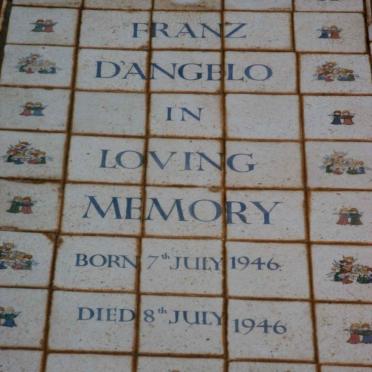 FRANZ
D'ANGELO
IN
LOVING
MEMORY
BORN 7th JULY 1946
DIED 8th JULY 1946